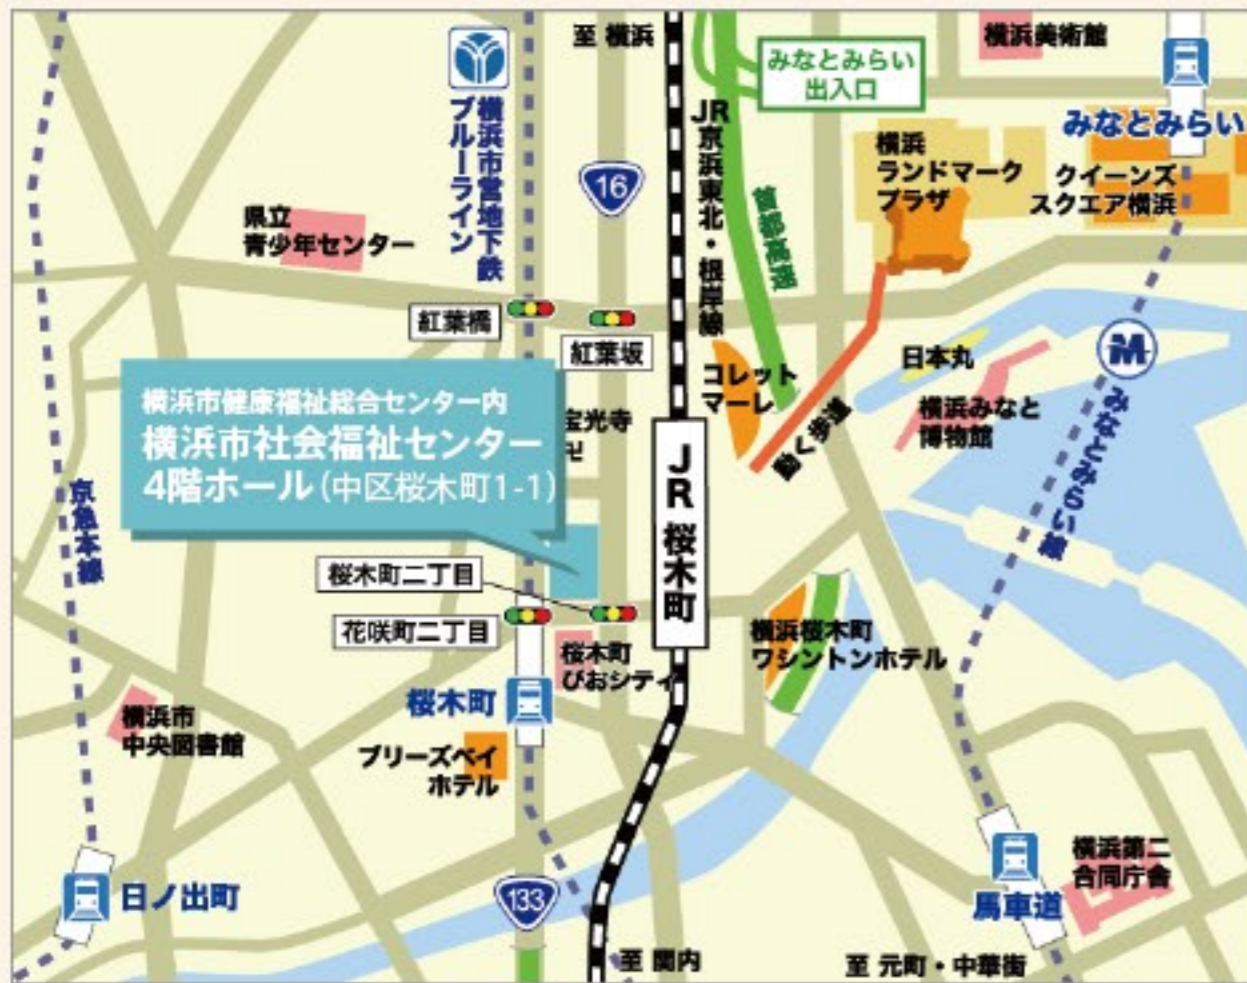 至 横浜
みなとみらい
出入口
横浜美術館
みなとみらい
横浜市営地下鉄
ブルーライン
16
JR京浜東北・根岸線
横浜
ランドマーク
プラザ
クイーンズ
スクエア横浜
県立
青少年センター
紅葉橋
紅葉坂
コレット
マーレ
動く歩道
日本丸
横浜みなと
博物館
みなとみらい線
横浜市健康福祉総合センター内
横浜市社会福祉センター
4階ホール(中区桜木町1-1)
宝光寺
卍
JR 桜木町
京急本線
桜木町二丁目
花咲町二丁目
桜木町
ぴおシティ
横浜桜木町
ワシントンホテル
桜木町
横浜市
中央図書館
ブリーズベイ
ホテル
日ノ出町
133
馬車道
横浜第二
合同庁舎
至 関内
至 元町・中華街